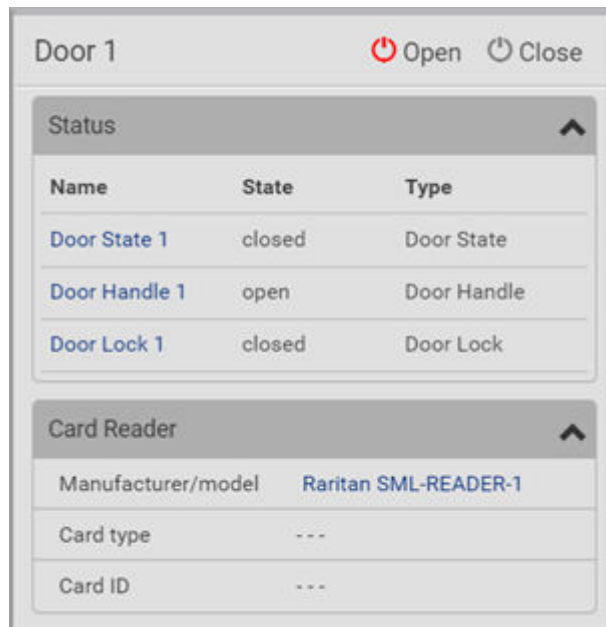 Door 1 Open Close
Status
Name State Type
Door State 1 closed Door State
Door Handle 1 open Door Handle
Door Lock 1 closed Door Lock
Card Reader
Manufacturer/model Raritan SML-READER-1
Card type ---
Card ID ---